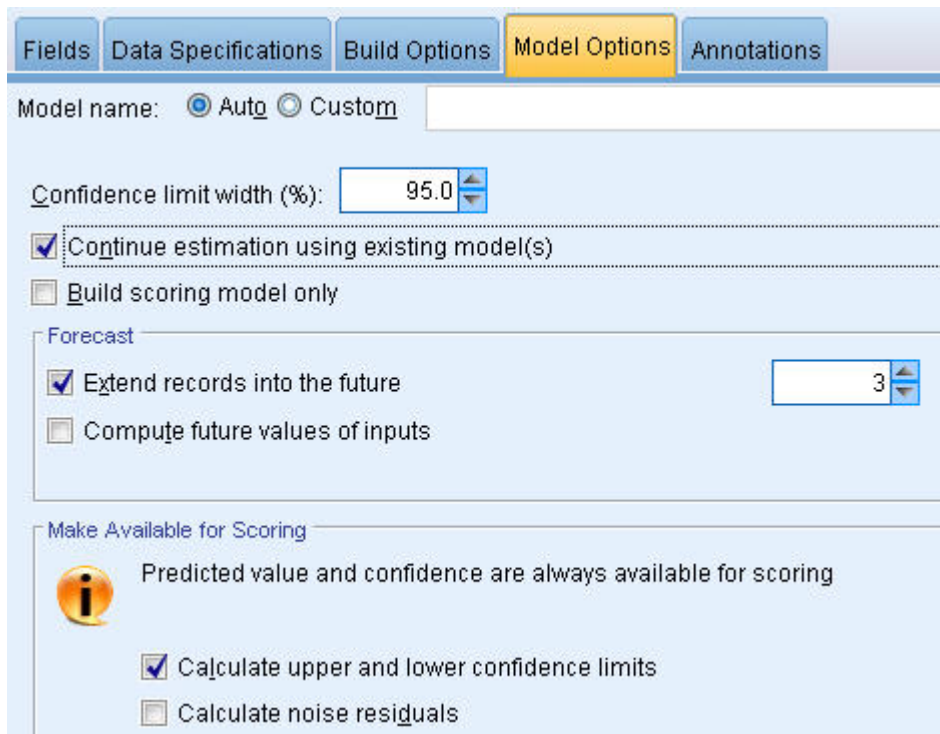 Fields Data Specifications Build Options Model Options Annotations
Model name: Auto Custom
Confidence limit width (%): 95.0
Continue estimation using existing model(s)
Build scoring model only
Forecast
Extend records into the future 3
Compute future values of inputs
Make Available for Scoring
Predicted value and confidence are always available for scoring
Calculate upper and lower confidence limits
Calculate noise residuals